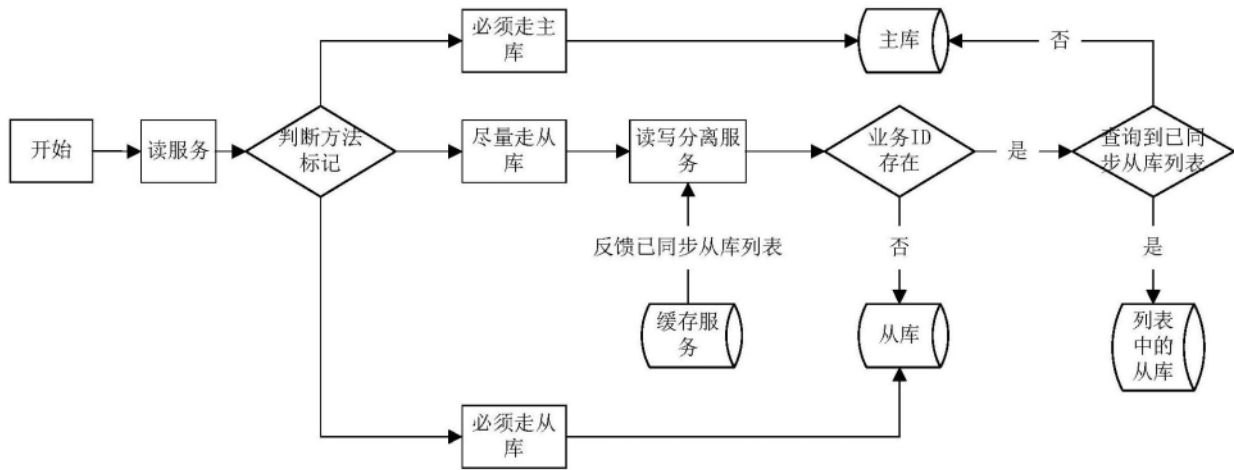 必须走主
库
主库
否
开始
读服务
判断方法
标记
尽量走从
库
读写分离服
务
业务ID
存在
是
查询到已同
步从库列表
反馈已同步从库列表
否
是
缓存服
务
从库
列表
中的
从库
必须走从
库